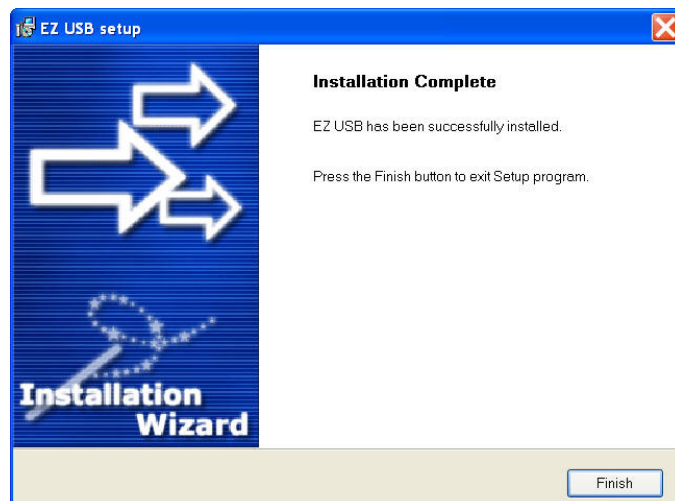 EZ USB setup
Installation Complete
EZ USB has been successfully installed.
Press the Finish button to exit Setup program.
Installation
Wizard
Finish